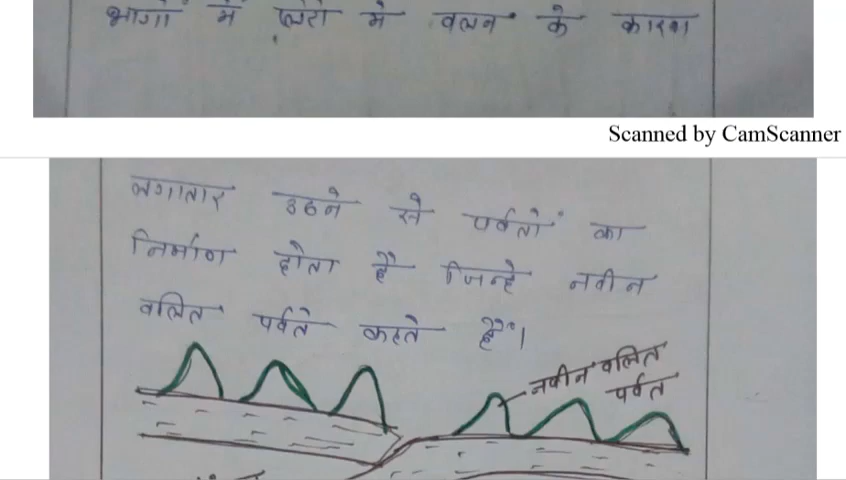 भागों में प्लेटो मे वलन के कारण
Scanned by CamScanner
लगातार उठने से पर्वतों का
निर्माण होता है जिन्हे नवीन
वलित पर्वत कहते हैं।
नवीन वलित
पर्वत